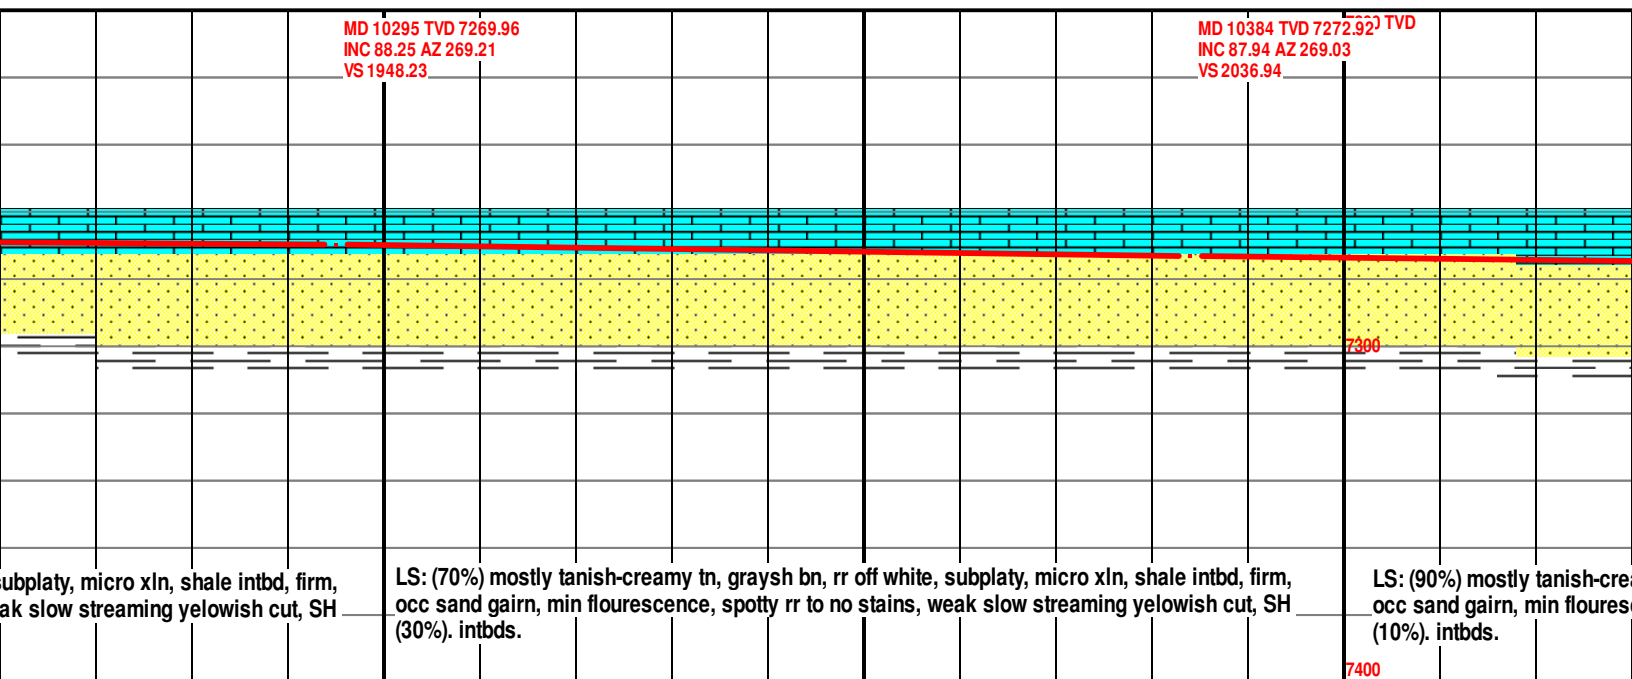 MD 10295 TVD 7269.96
INC 88.25 AZ 269.21
VS 1948.23
MD 10384 TVD 7272.92
INC 87.94 AZ 269.03
VS 2036.94
TVD
7300
subplaty, micro xln, shale intbd, firm,
ak slow streaming yelowish cut, SH
LS: (70%) mostly tanish-creamy tn, graysh bn, rr off white, subplaty, micro xln, shale intbd, firm,
occ sand gairn, min flourescence, spotty rr to no stains, weak slow streaming yelowish cut, SH
(30%). intbds.
LS: (90%) mostly tanish-crea
occ sand gairn, min floures
(10%). intbds.
7400